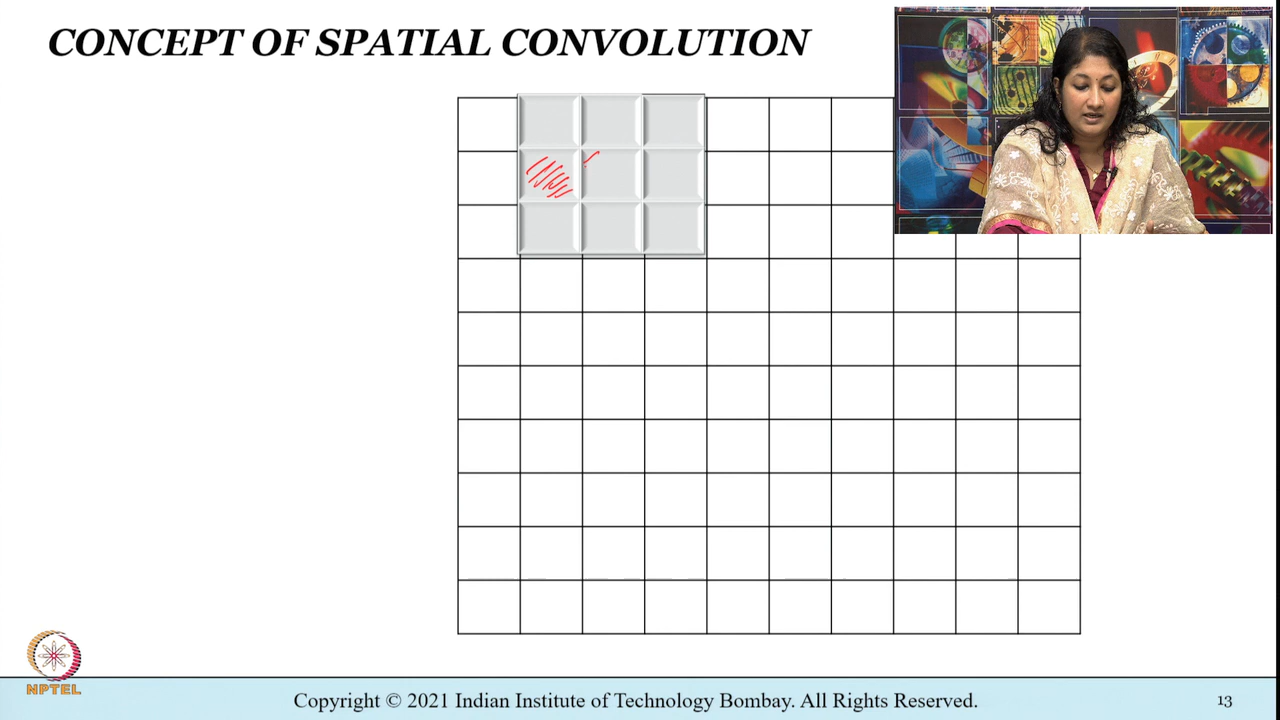 CONCEPT OF SPATIAL CONVOLUTION
NPTEL
Copyright © 2021 Indian Institute of Technology Bombay. All Rights Reserved.
13